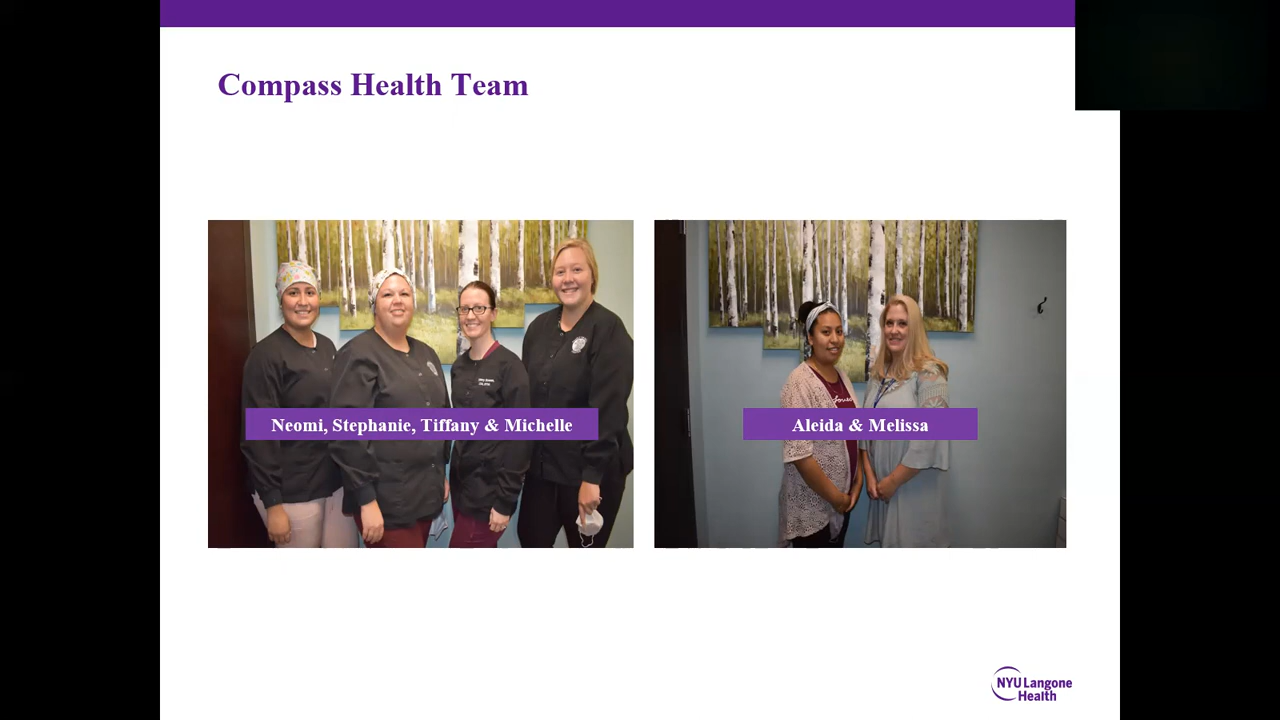 Compass Health Team
Neomi, Stephanie, Tiffany & Michelle
Aleida & Melissa
NYU Langone
Health